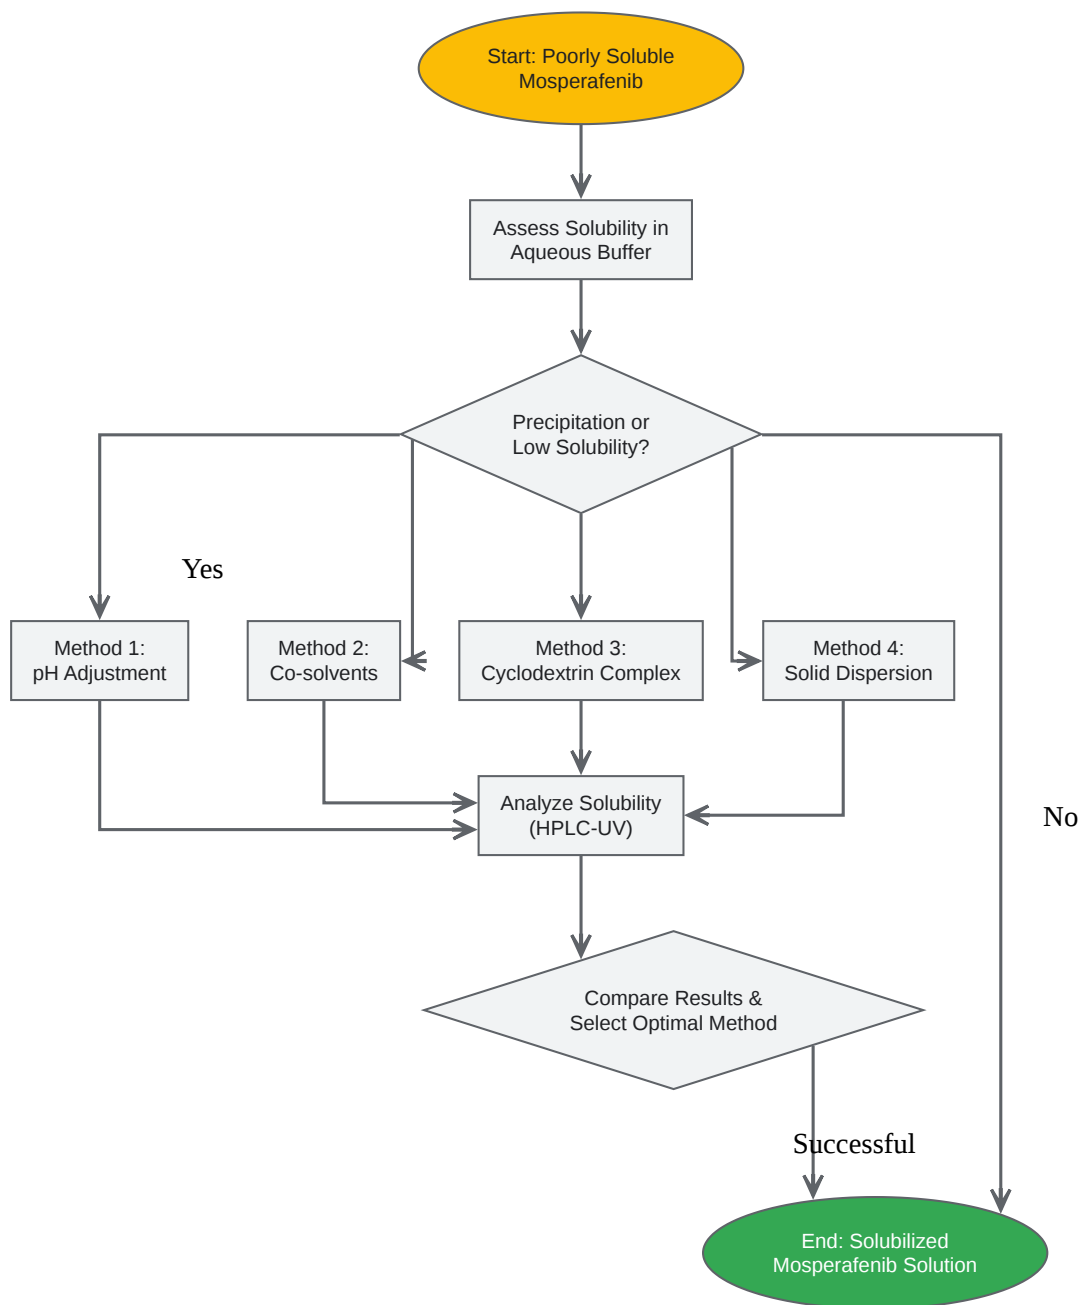 Start: Poorly Soluble
Mosperafenib
Assess Solubility in
Aqueous Buffer
Precipitation or
Low Solubility?
Yes
Method 1:
pH Adjustment
Method 2:
Co-solvents
Method 3:
Cyclodextrin Complex
Method 4:
Solid Dispersion
Analyze Solubility
(HPLC-UV)
No
Compare Results &
Select Optimal Method
Successful
End: Solubilized
Mosperafenib Solution